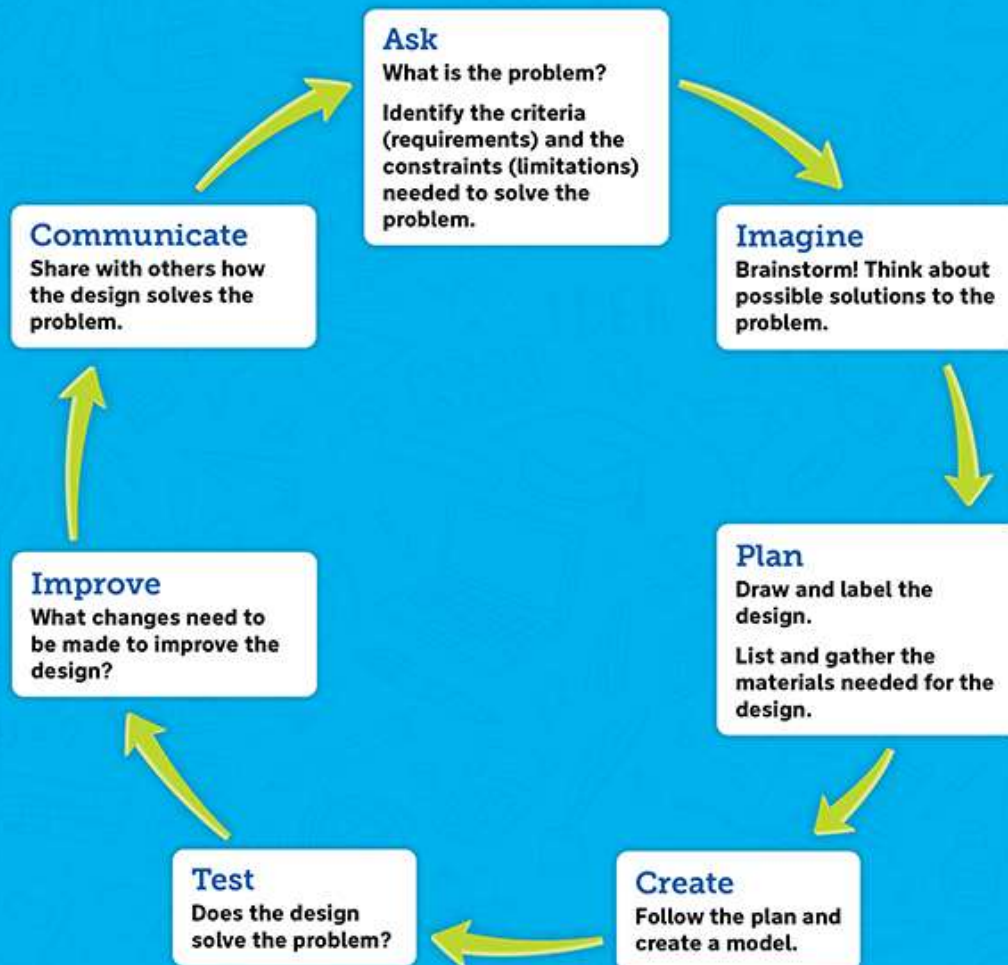 Ask
What is the problem?
Identify the criteria
(requirements) and the
constraints (limitations)
needed to solve the
problem.
Imagine
Brainstorm! Think about
possible solutions to the
problem.
Plan
Draw and label the
design.
List and gather the
materials needed for the
design.
Create
Follow the plan and
create a model.
Test
Does the design
solve the problem?
Improve
What changes need to
be made to improve the
design?
Communicate
Share with others how
the design solves the
problem.